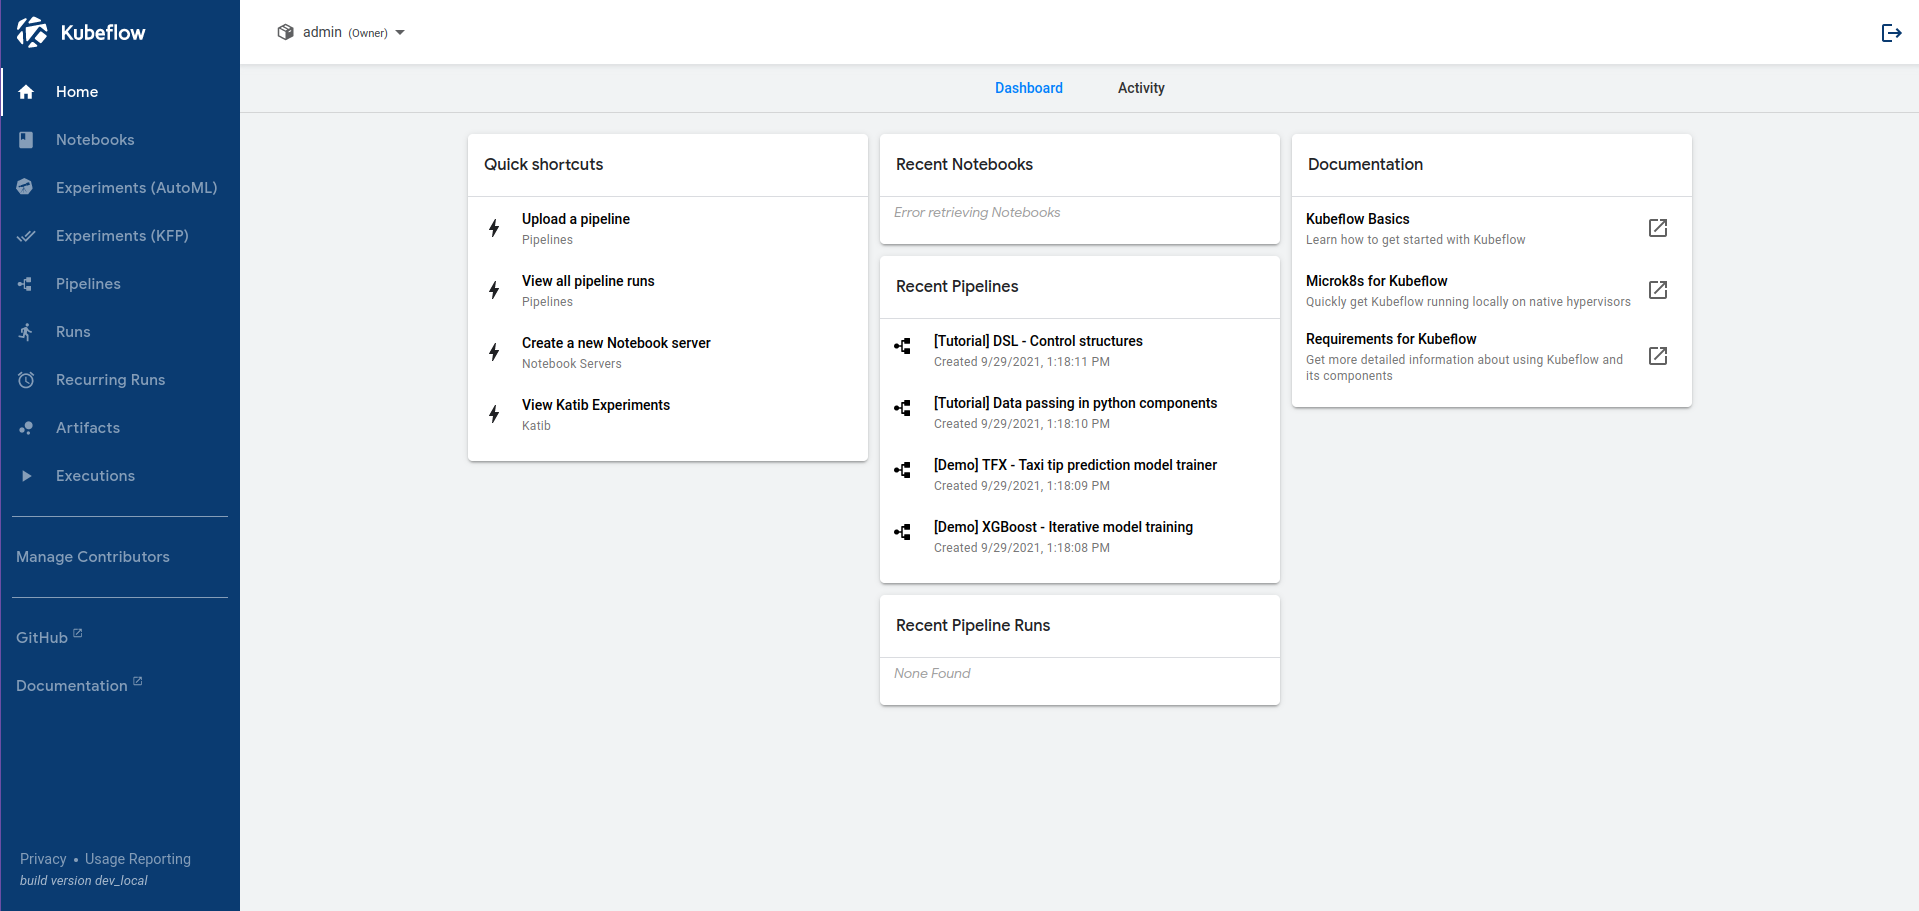 Kubeflow
Home
Notebooks
Experiments (AutoML)
Experiments (KFP)
Pipelines
Runs
Recurring Runs
Artifacts
Executions
Manage Contributors
GitHub
Documentation
Privacy • Usage Reporting
build version dev_local
admin (Owner)
Dashboard
Activity
Quick shortcuts
Upload a pipeline
Pipelines
View all pipeline runs
Pipelines
Create a new Notebook server
Notebook Servers
View Katib Experiments
Katib
Recent Notebooks
Error retrieving Notebooks
Recent Pipelines
[Tutorial] DSL - Control structures
Created 9/29/2021, 1:18:11 PM
[Tutorial] Data passing in python components
Created 9/29/2021, 1:18:10 PM
[Demo] TFX - Taxi tip prediction model trainer
Created 9/29/2021, 1:18:09 PM
[Demo] XGBoost - Iterative model training
Created 9/29/2021, 1:18:08 PM
Recent Pipeline Runs
None Found
Documentation
Kubeflow Basics
Learn how to get started with Kubeflow
Microk8s for Kubeflow
Quickly get Kubeflow running locally on native hypervisors
Requirements for Kubeflow
Get more detailed information about using Kubeflow and
its components